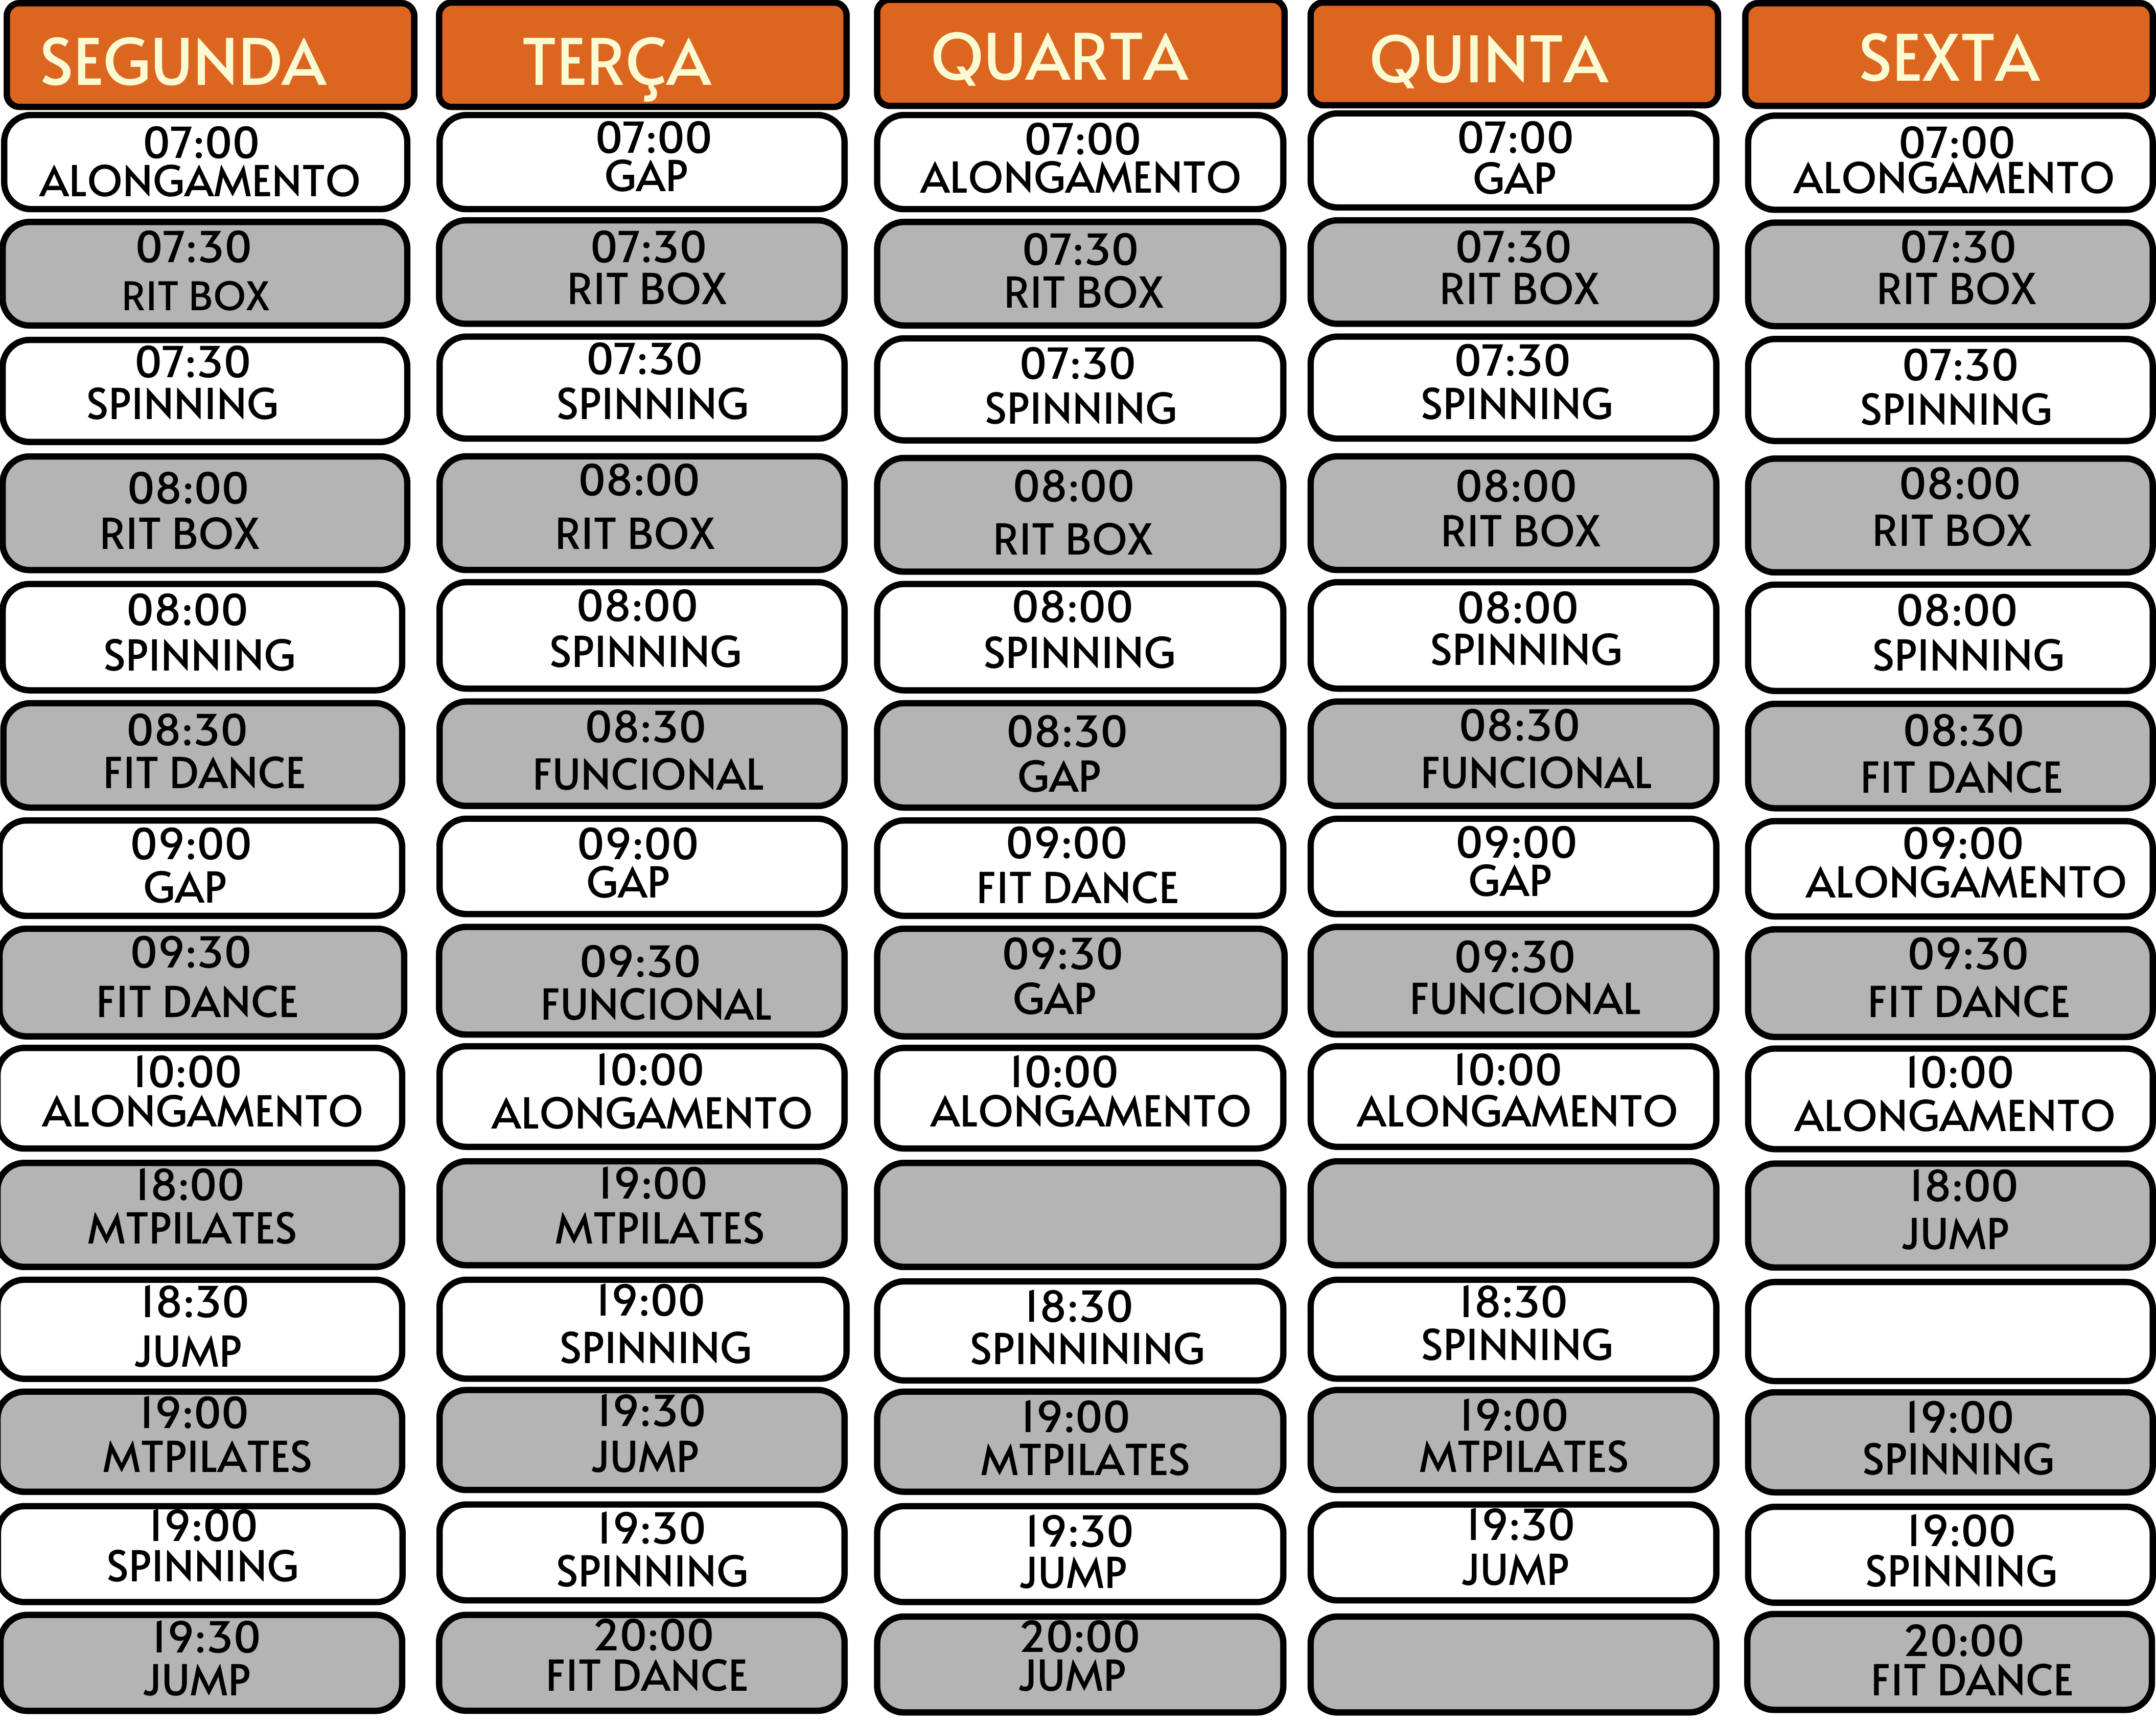 SEGUNDA TERÇA QUARTA QUINTA SEXTA
07:00 07:00 07:00 07:00 07:00
ALONGAMENTO GAP ALONGAMENTO GAP ALONGAMENTO
07:30 07:30 07:30 07:30 07:30
RIT BOX RIT BOX RIT BOX RIT BOX RIT BOX
07:30 07:30 07:30 07:30 07:30
SPINNING SPINNING SPINNING SPINNING SPINNING
08:00 08:00 08:00 08:00 08:00
RIT BOX RIT BOX RIT BOX RIT BOX RIT BOX
08:00 08:00 08:00 08:00 08:00
SPINNING SPINNING SPINNING SPINNING SPINNING
08:30 08:30 08:30 08:30 08:30
FIT DANCE FUNCIONAL GAP FUNCIONAL FIT DANCE
09:00 09:00 09:00 09:00 09:00
GAP GAP FIT DANCE GAP ALONGAMENTO
09:30 09:30 09:30 09:30 09:30
FIT DANCE FUNCIONAL GAP FUNCIONAL FIT DANCE
10:00 10:00 10:00 10:00 10:00
ALONGAMENTO ALONGAMENTO ALONGAMENTO ALONGAMENTO ALONGAMENTO
18:00 19:00 18:00
MTPILATES MTPILATES JUMP
18:30 19:00 18:30 18:30
JUMP SPINNING SPINNINING SPINNING
19:00 19:30 19:00 19:00 19:00
MTPILATES JUMP MTPILATES MTPILATES SPINNING
19:00 19:30 19:30 19:30 19:00
SPINNING SPINNING JUMP JUMP SPINNING
19:30 20:00 20:00 20:00
JUMP FIT DANCE JUMP FIT DANCE